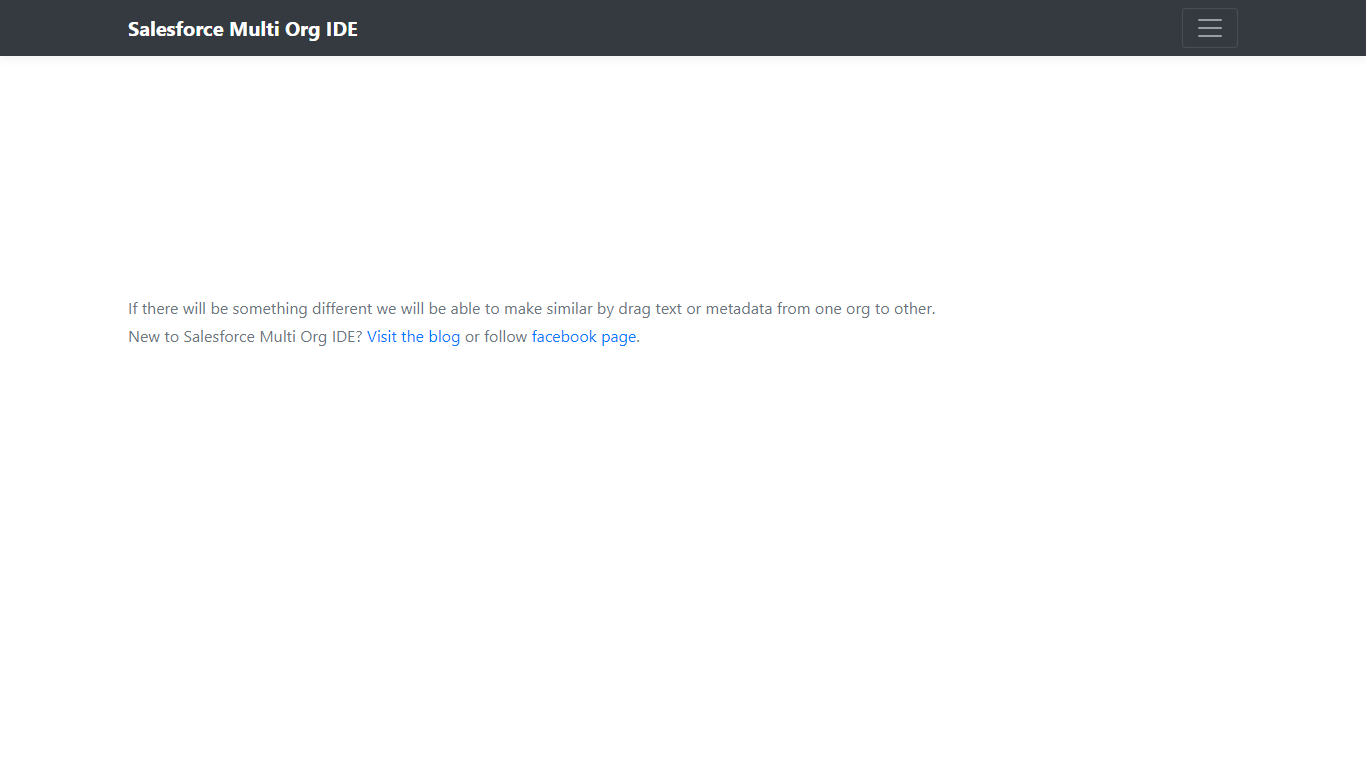 Salesforce Multi Org IDE
If there will be something different we will be able to make similar by drag text or metadata from one org to other.
New to Salesforce Multi Org IDE? Visit the blog or follow facebook page.